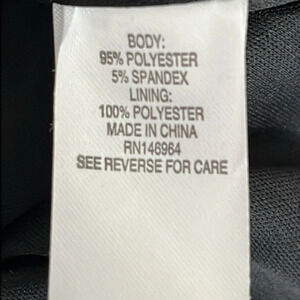 BODY:
95% POLYESTER
5% SPANDEX
LINING:
100% POLYESTER
MADE IN CHINA
RN146964
SEE REVERSE FOR CARE